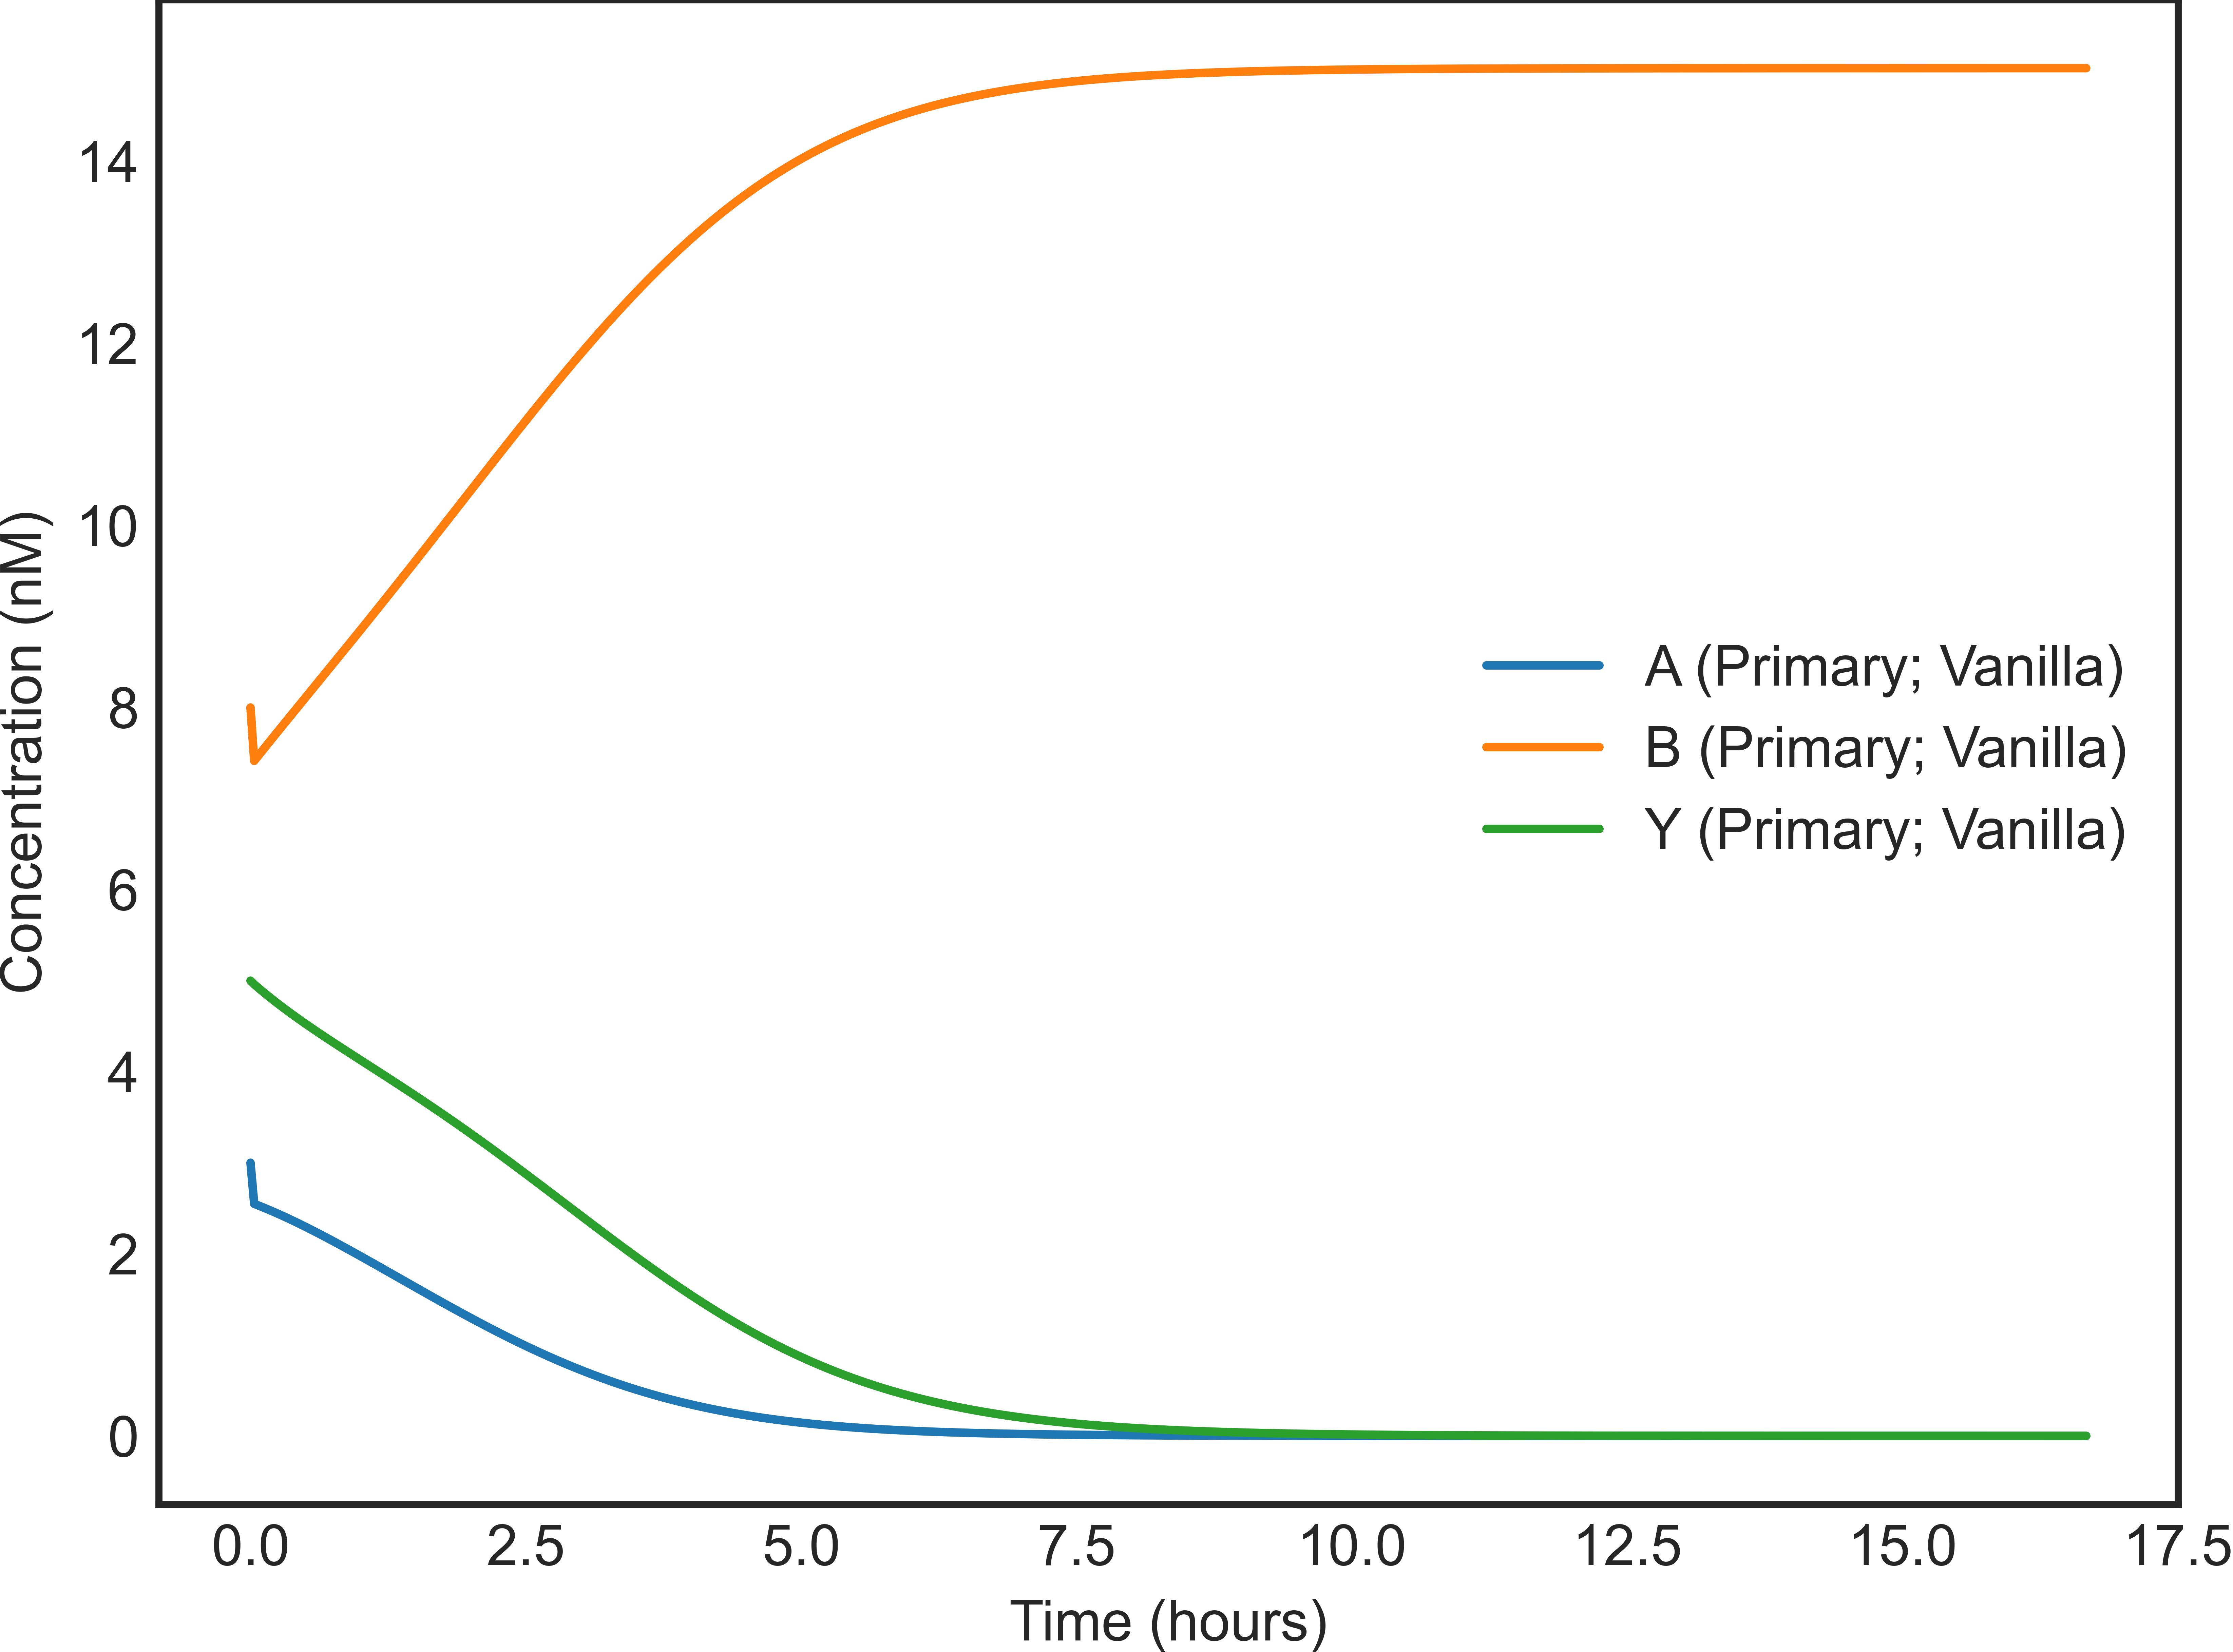 Concentration (nM)
14
12
10
8
6
4
2
0
A (Primary; Vanilla)
B (Primary; Vanilla)
Y (Primary; Vanilla)
0.0 2.5 5.0 7.5 10.0 12.5 15.0 17.5
Time (hours)